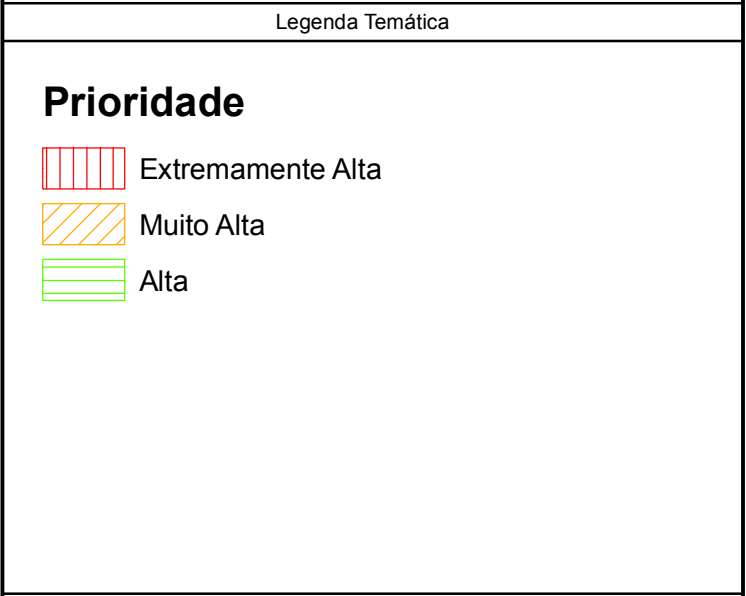 Legenda Temática
Prioridade
Extremamente Alta
Muito Alta
Alta